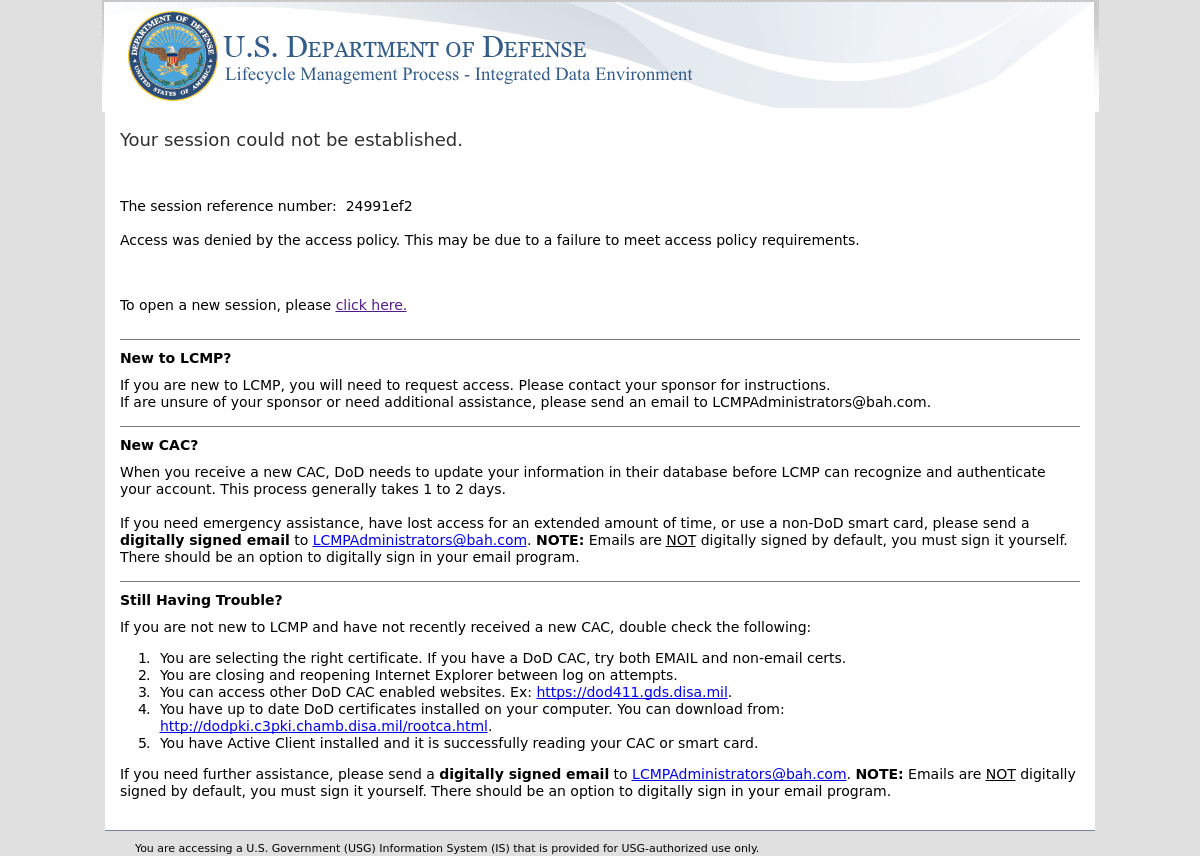 DEPARTMENT OF DEFENSE
UNITED STATES OF AMERICA
U.S. DEPARTMENT OF DEFENSE
Lifecycle Management Process - Integrated Data Environment
Your session could not be established.
The session reference number:  24991ef2
Access was denied by the access policy. This may be due to a failure to meet access policy requirements.
To open a new session, please click here.
New to LCMP?
If you are new to LCMP, you will need to request access. Please contact your sponsor for instructions.
If are unsure of your sponsor or need additional assistance, please send an email to LCMPAdministrators@bah.com.
New CAC?
When you receive a new CAC, DoD needs to update your information in their database before LCMP can recognize and authenticate
your account. This process generally takes 1 to 2 days.
If you need emergency assistance, have lost access for an extended amount of time, or use a non-DoD smart card, please send a
digitally signed email to LCMPAdministrators@bah.com. NOTE: Emails are NOT digitally signed by default, you must sign it yourself.
There should be an option to digitally sign in your email program.
Still Having Trouble?
If you are not new to LCMP and have not recently received a new CAC, double check the following:
1. You are selecting the right certificate. If you have a DoD CAC, try both EMAIL and non-email certs.
2. You are closing and reopening Internet Explorer between log on attempts.
3. You can access other DoD CAC enabled websites. Ex: https://dod411.gds.disa.mil.
4. You have up to date DoD certificates installed on your computer. You can download from:
http://dodpki.c3pki.chamb.disa.mil/rootca.html.
5. You have Active Client installed and it is successfully reading your CAC or smart card.
If you need further assistance, please send a digitally signed email to LCMPAdministrators@bah.com. NOTE: Emails are NOT digitally
signed by default, you must sign it yourself. There should be an option to digitally sign in your email program.
You are accessing a U.S. Government (USG) Information System (IS) that is provided for USG-authorized use only.